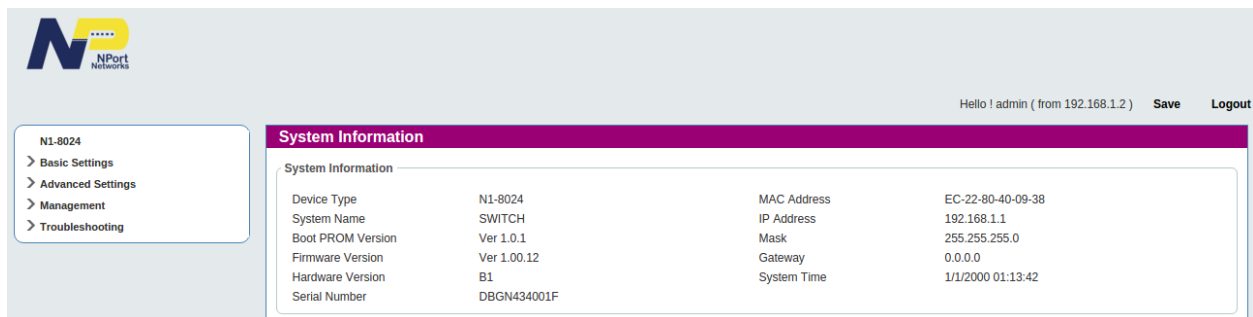 NPort
Networks
Hello ! admin ( from 192.168.1.2 ) Save Logout
N1-8024
Basic Settings
Advanced Settings
Management
Troubleshooting
System Information
System Information
Device Type N1-8024 MAC Address EC-22-80-40-09-38
System Name SWITCH IP Address 192.168.1.1
Boot PROM Version Ver 1.0.1 Mask 255.255.255.0
Firmware Version Ver 1.00.12 Gateway 0.0.0.0
Hardware Version B1 System Time 1/1/2000 01:13:42
Serial Number DBGN434001F